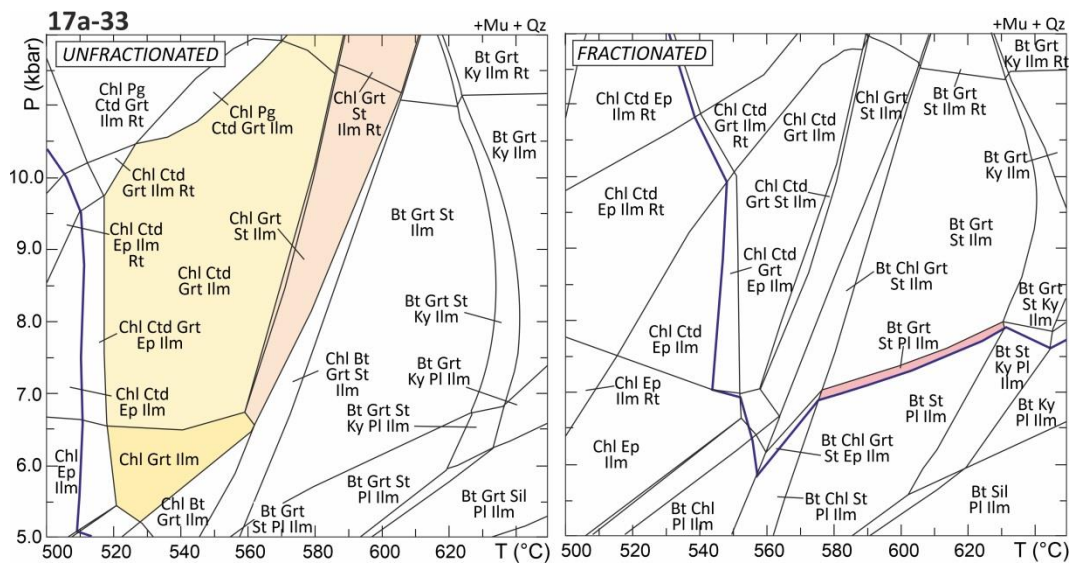 17a-33
+Mu + Qz
UNFRACTIONATED
P (kbar)
Chl Pg
Ctd Grt
Ilm Rt
Chl Pg
Ctd Grt Ilm
Chl Grt
St
Ilm Rt
Bt Grt
Ky Ilm
Chl Ctd
Grt Ilm Rt
Chl Ctd
Ep Ilm
Rt
Chl Grt
St Ilm
Bt Grt St
Ilm
Chl Ctd
Grt Ilm
Chl Ctd Grt
Ep Ilm
Bt Grt St
Ky Ilm
Chl Ctd
Ep Ilm
Chl Bt
Grt St
Ilm
Bt Grt
Ky Pl Ilm
Bt Grt St
Ky Pl Ilm
Chl
Ep
Ilm
Chl Grt Ilm
Chl Bt
Grt Ilm
Bt Grt
St Pl Ilm
Bt Grt St
Pl Ilm
Bt Grt Sil
Pl Ilm
10.0
9.0
8.0
7.0
6.0
5.0
500 520 540 560 580 600 620 T (°C)
+Mu + Qz
FRACTIONATED
Bt Grt
Ky Ilm Rt
Chl Ctd Ep
Ilm Rt
Chl Ctd
Grt Ilm
Rt
Chl Ctd
Grt Ilm
Chl Grt
St Ilm
Bt Grt
St Ilm Rt
Bt Grt
Ky Ilm
Chl Ctd
Ep Ilm Rt
Chl Ctd
Grt St Ilm
Bt Grt
St Ilm
Chl Ctd
Grt
Ep Ilm
Bt Chl Grt
St Ilm
Bt Grt
St Ky
Ilm
Chl Ctd
Ep Ilm
Bt Grt
St Pl Ilm
Bt St
Ky Pl
Ilm
Chl Ep
Ilm Rt
Bt St
Pl Ilm
Bt Ky
Pl Ilm
Chl Ep
Ilm
Bt Chl Grt
St Ep Ilm
Bt Chl
Pl Ilm
Bt Chl St
Pl Ilm
Bt Sil
Pl Ilm
500 520 540 560 580 600 620 T (°C)